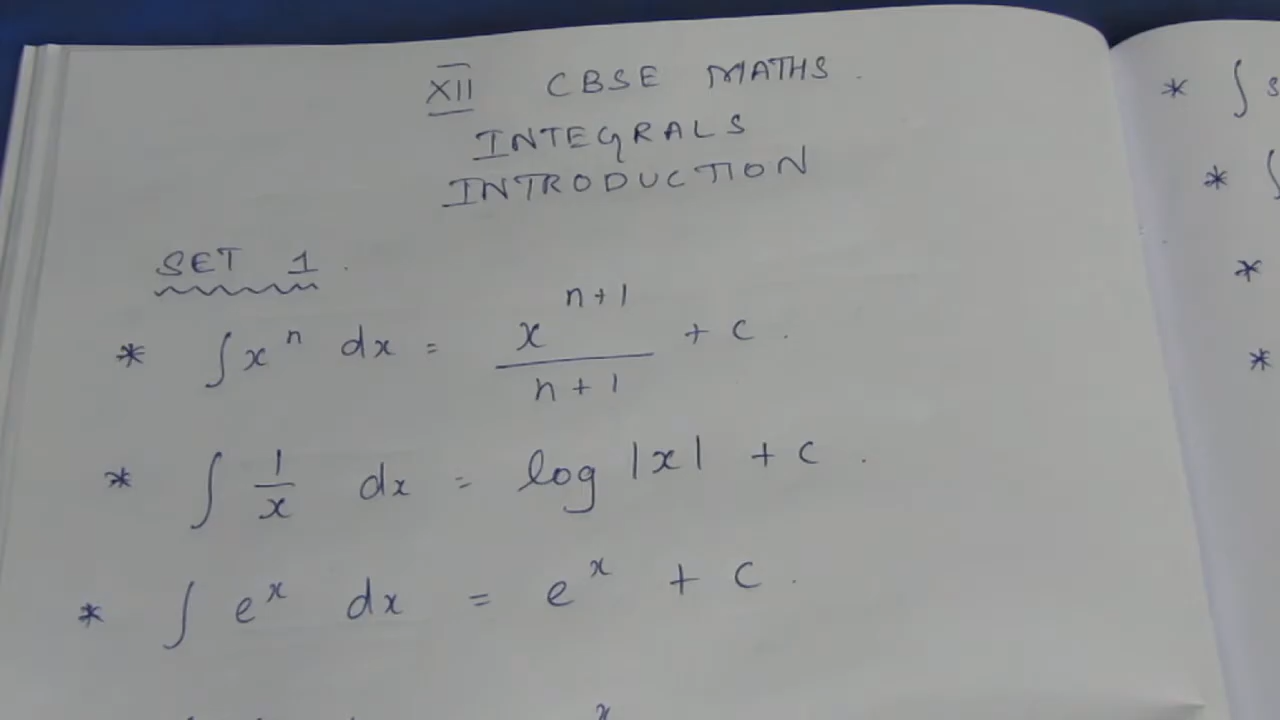 XII CBSE MATHS.
INTEGRALS
INTRODUCTION
SET 1.
* ∫ x^n dx = x^(n+1) / (n+1) + c.
* ∫ 1/x dx = log |x| + c.
* ∫ e^x dx = e^x + c.
* ∫ s
* ∫
*
*